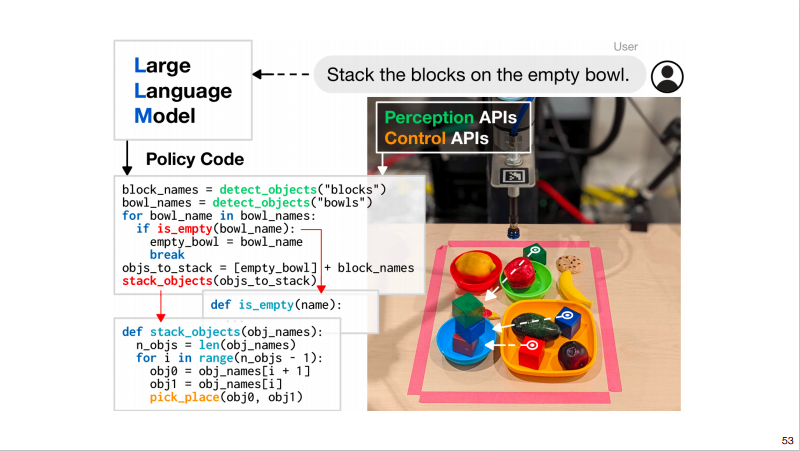 User
Large
Language
Model
Stack the blocks on the empty bowl.
Perception APIs
Control APIs
Policy Code
block_names = detect_objects("blocks")
bowl_names = detect_objects("bowls")
for bowl_name in bowl_names:
  if is_empty(bowl_name):
    empty_bowl = bowl_name
    break
objs_to_stack = [empty_bowl] + block_names
stack_objects(objs_to_stack)
def is_empty(name):
def stack_objects(obj_names):
  n_objs = len(obj_names)
  for i in range(n_objs - 1):
    obj0 = obj_names[i + 1]
    obj1 = obj_names[i]
    pick_place(obj0, obj1)
53